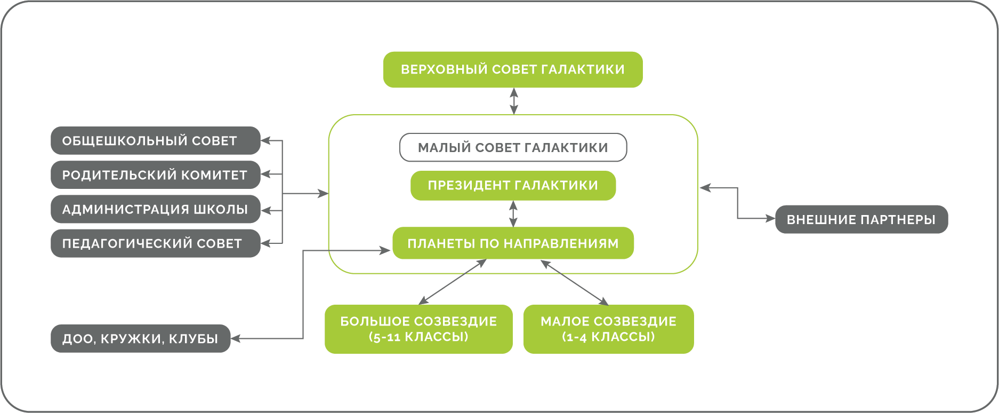 ВЕРХОВНЫЙ СОВЕТ ГАЛАКТИКИ
ОБЩЕШКОЛЬНЫЙ СОВЕТ
РОДИТЕЛЬСКИЙ КОМИТЕТ
АДМИНИСТРАЦИЯ ШКОЛЫ
ПЕДАГОГИЧЕСКИЙ СОВЕТ
МАЛЫЙ СОВЕТ ГАЛАКТИКИ
ПРЕЗИДЕНТ ГАЛАКТИКИ
ПЛАНЕТЫ ПО НАПРАВЛЕНИЯМ
ВНЕШНИЕ ПАРТНЕРЫ
ДОО, КРУЖКИ, КЛУБЫ
БОЛЬШОЕ СОЗВЕЗДИЕ
(5-11 КЛАССЫ)
МАЛОЕ СОЗВЕЗДИЕ
(1-4 КЛАССЫ)